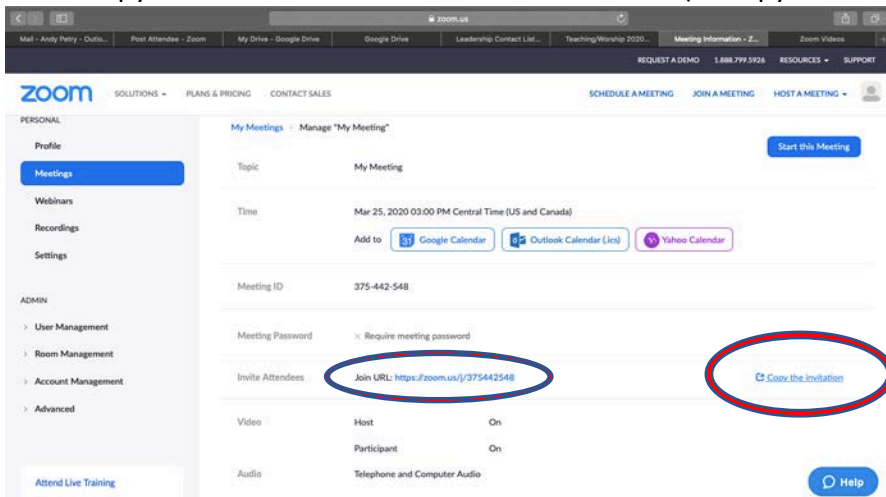 zoom.us
Mail - Andy Petry - Outlo...
Post Attendee - Zoom
My Drive - Google Drive
Google Drive
Leadership Contact List...
Teaching/Worship 2020...
Meeting Information - Z...
Zoom Videos
REQUEST A DEMO 1.888.799.5926 RESOURCES SUPPORT
zoom SOLUTIONS PLANS & PRICING CONTACT SALES SCHEDULE A MEETING JOIN A MEETING HOST A MEETING
PERSONAL
Profile
Meetings
Webinars
Recordings
Settings
ADMIN
> User Management
> Room Management
> Account Management
> Advanced
Attend Live Training
My Meetings > Manage "My Meeting"
Start this Meeting
Topic My Meeting
Time Mar 25, 2020 03:00 PM Central Time (US and Canada)
Add to 31 Google Calendar Outlook Calendar (.ics) Yahoo Calendar
Meeting ID 375-442-548
Meeting Password × Require meeting password
Invite Attendees Join URL: https://zoom.us/j/375442548 Copy the invitation
Video Host On
Participant On
Audio Telephone and Computer Audio
Help